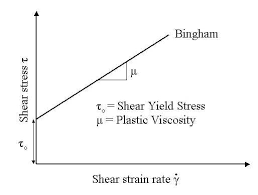 Bingham
μ
Shear stress τ
τₒ = Shear Yield Stress
μ = Plastic Viscosity
τₒ
Shear strain rate γ̇